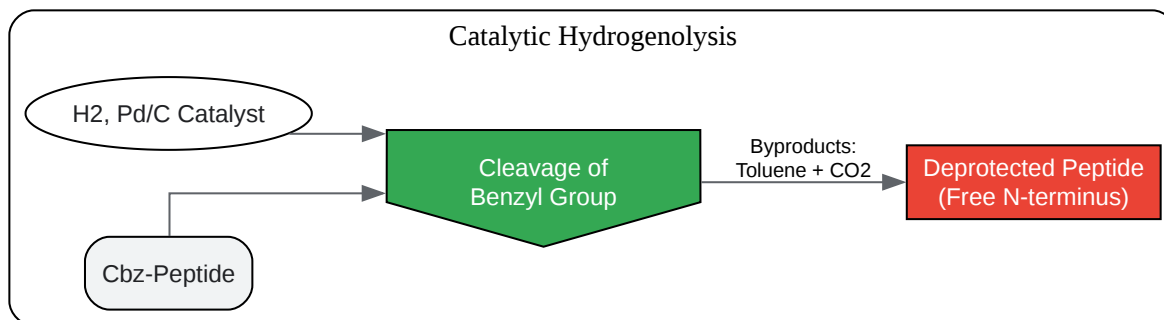 Catalytic Hydrogenolysis
H2, Pd/C Catalyst
Cbz-Peptide
Cleavage of
Benzyl Group
Byproducts:
Toluene + CO2
Deprotected Peptide
(Free N-terminus)